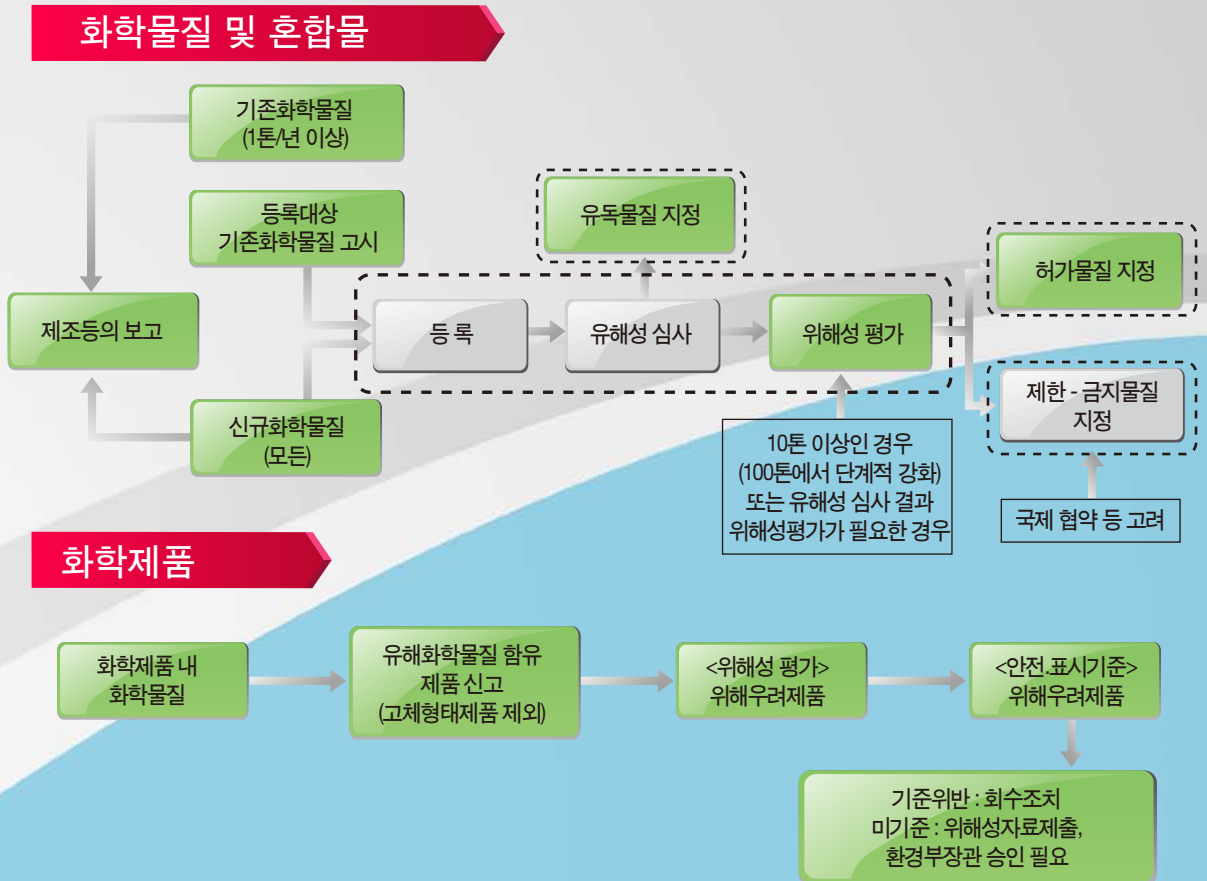 화학물질 및 혼합물
기존화학물질
(1톤/년 이상)
등록대상
기존화학물질 고시
유독물질 지정
허가물질 지정
제조등의 보고
등 록
유해성 심사
위해성 평가
제한 - 금지물질
지정
신규화학물질
(모든)
10톤 이상인 경우
(100톤에서 단계적 강화)
또는 유해성 심사 결과
위해성평가가 필요한 경우
국제 협약 등 고려
화학제품
화학제품 내
화학물질
유해화학물질 함유
제품 신고
(고체형태제품 제외)
<위해성 평가>
위해우려제품
<안전.표시기준>
위해우려제품
기준위반 : 회수조치
미기준 : 위해성자료제출,
환경부장관 승인 필요